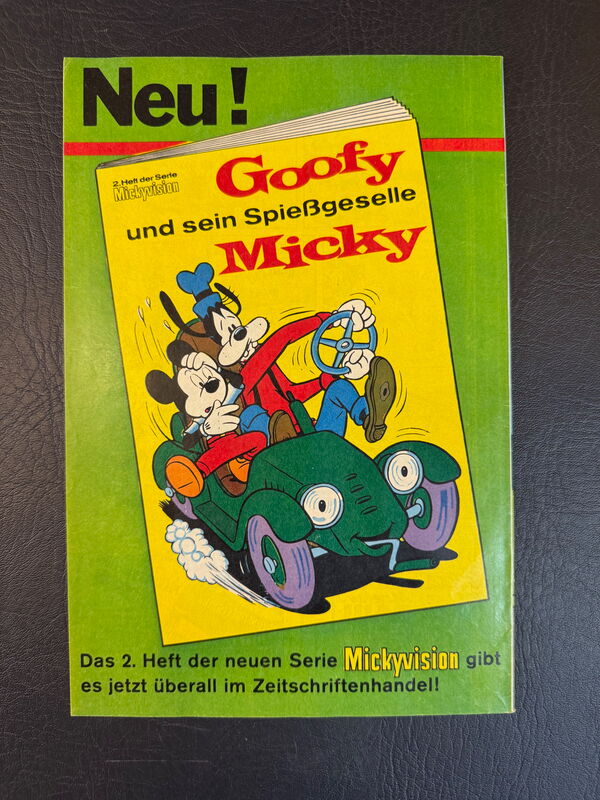 Neu!
2. Heft der Serie
Mickyvision
Goofy
und sein Spießgeselle
Micky
Das 2. Heft der neuen Serie Mickyvision gibt
es jetzt überall im Zeitschriftenhandel!